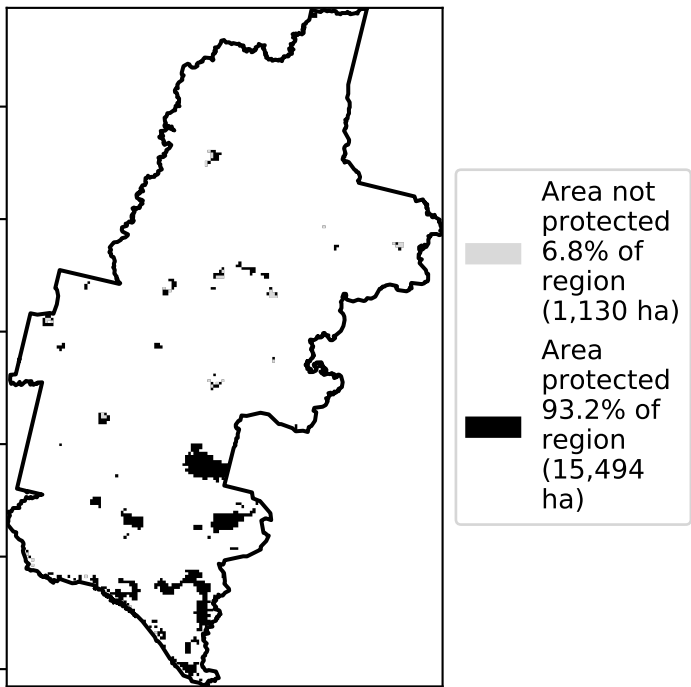 Area not
protected
6.8% of
region
(1,130 ha)
Area
protected
93.2% of
region
(15,494
ha)